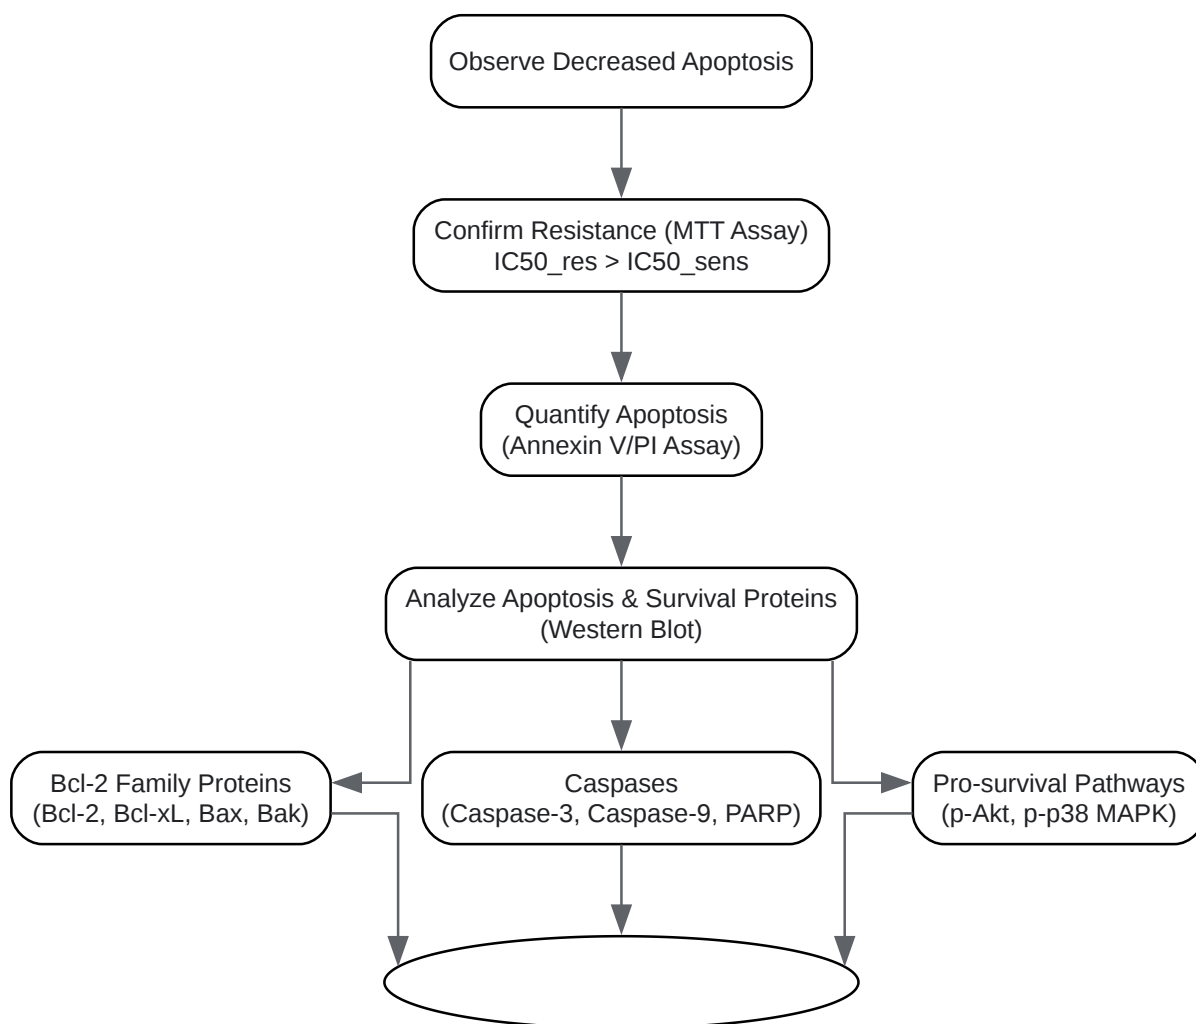 Observe Decreased Apoptosis
Confirm Resistance (MTT Assay)
IC50_res > IC50_sens
Quantify Apoptosis
(Annexin V/PI Assay)
Analyze Apoptosis & Survival Proteins
(Western Blot)
Bcl-2 Family Proteins
(Bcl-2, Bcl-xL, Bax, Bak)
Caspases
(Caspase-3, Caspase-9, PARP)
Pro-survival Pathways
(p-Akt, p-p38 MAPK)